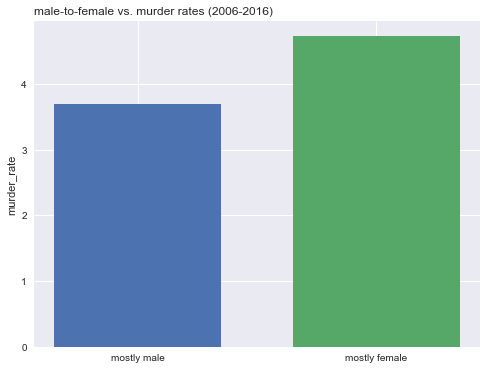 male-to-female vs. murder rates (2006-2016)
4
3
2
1
0
murder_rate
mostly male
mostly female